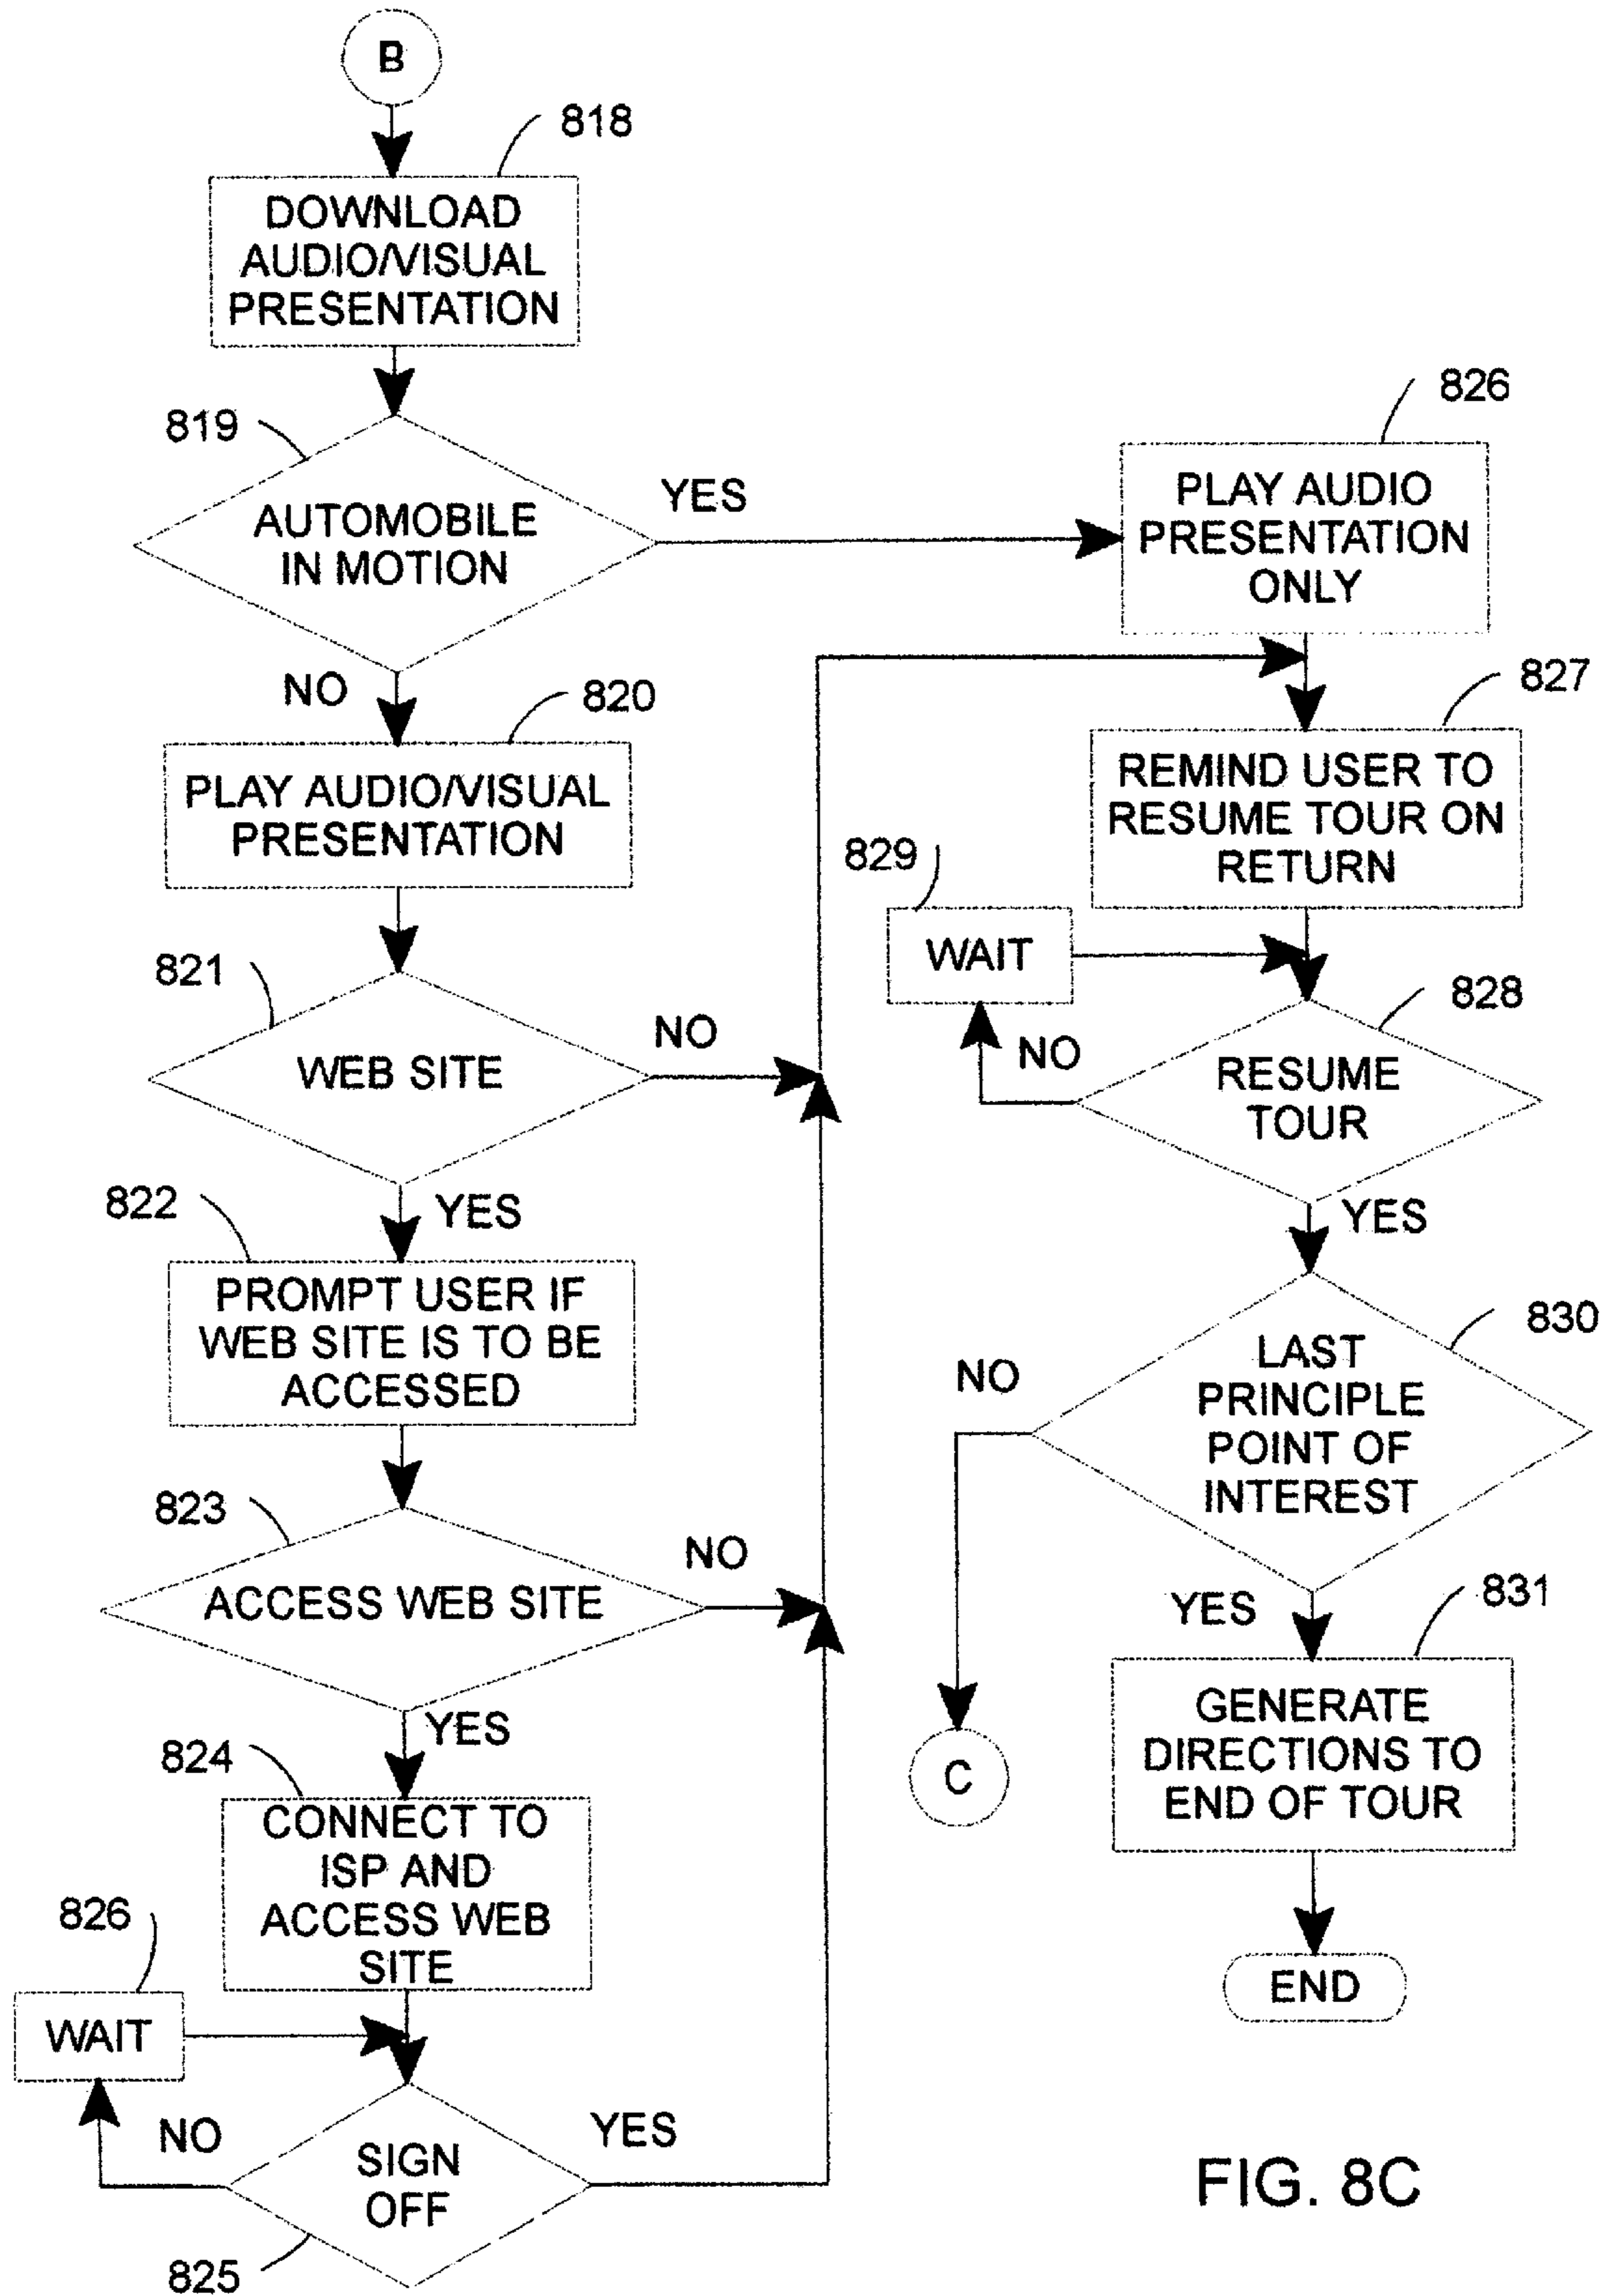 B
818
DOWNLOAD
AUDIO/VISUAL
PRESENTATION
819
AUTOMOBILE
IN MOTION
YES
NO
820
PLAY AUDIO/VISUAL
PRESENTATION
821
WEB SITE
NO
YES
822
PROMPT USER IF
WEB SITE IS TO BE
ACCESSED
823
ACCESS WEB SITE
NO
YES
824
CONNECT TO
ISP AND
ACCESS WEB
SITE
826
WAIT
NO
SIGN
OFF
YES
825
826
PLAY AUDIO
PRESENTATION
ONLY
827
REMIND USER TO
RESUME TOUR ON
RETURN
829
WAIT
828
NO
RESUME
TOUR
YES
830
LAST
PRINCIPLE
POINT OF
INTEREST
NO
C
YES
831
GENERATE
DIRECTIONS TO
END OF TOUR
END
FIG. 8C